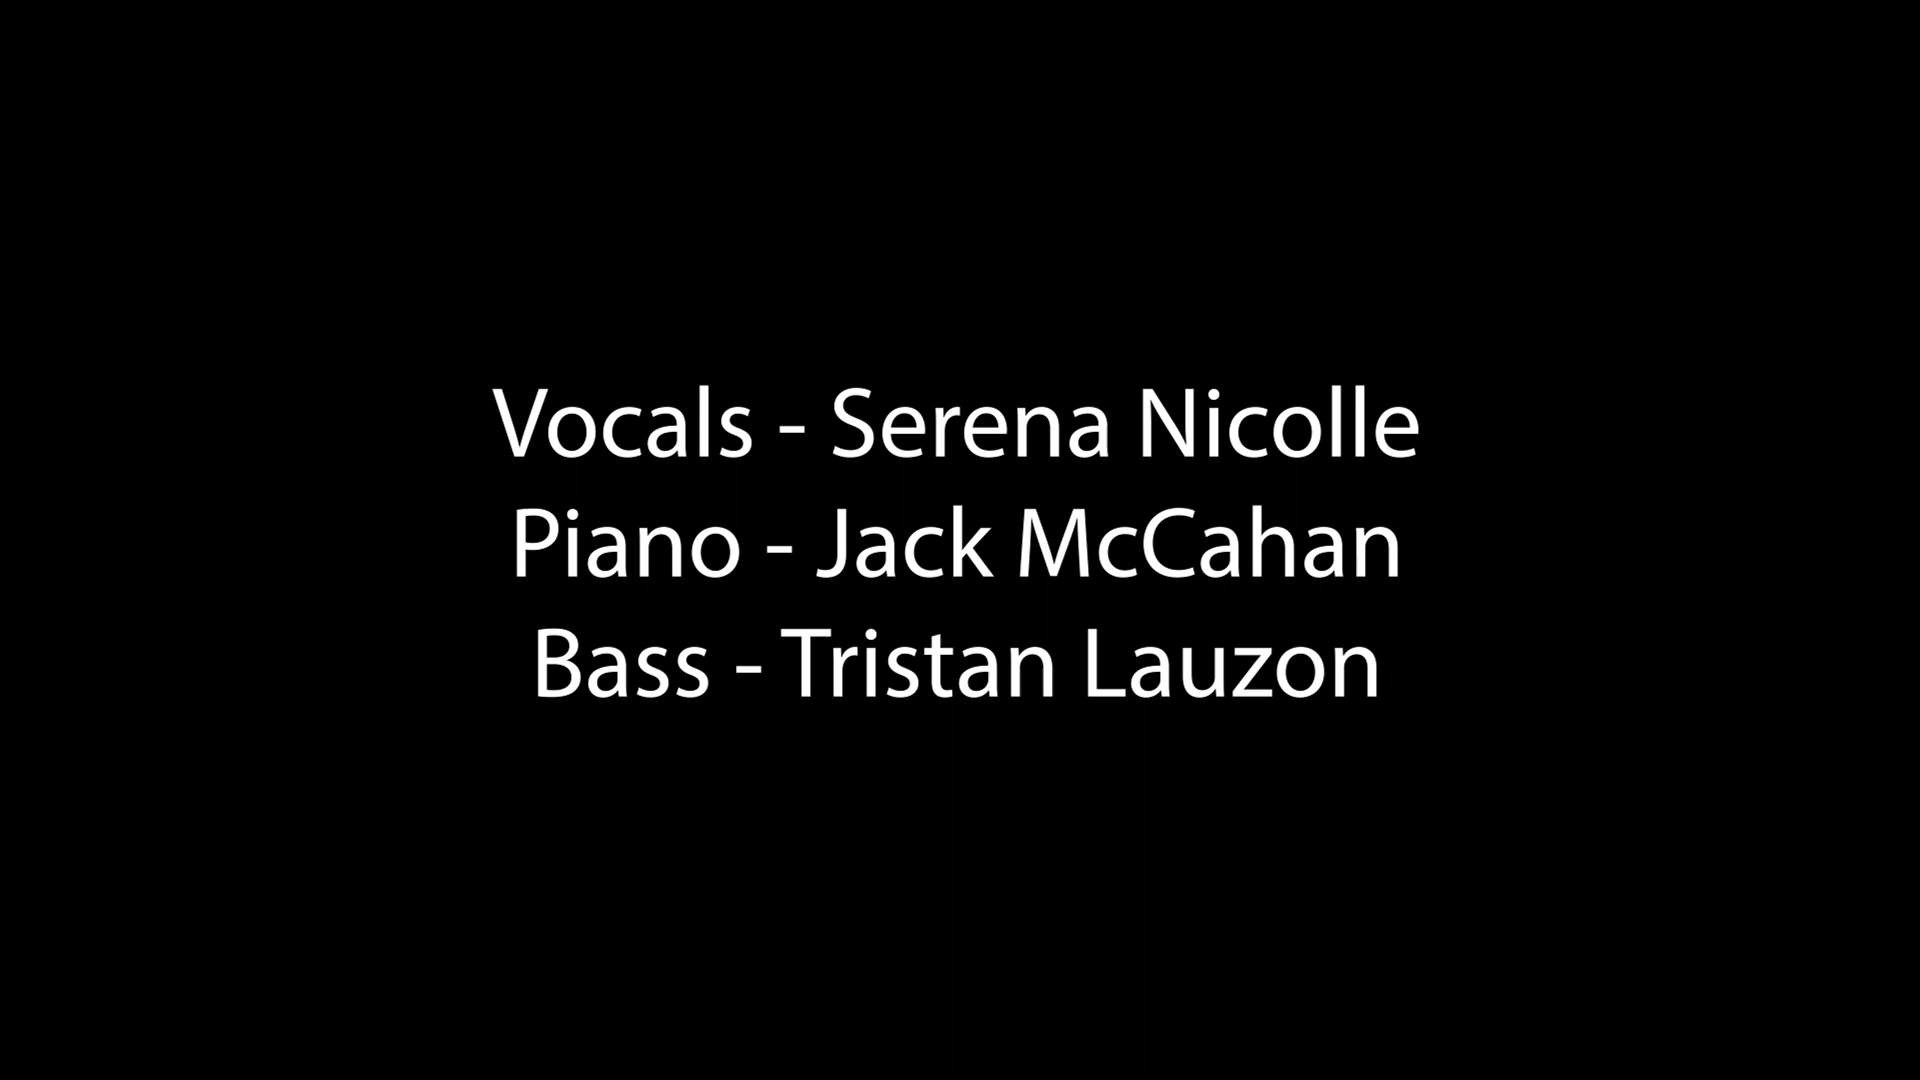 Vocals - Serena Nicolle
Piano - Jack McCahan
Bass - Tristan Lauzon